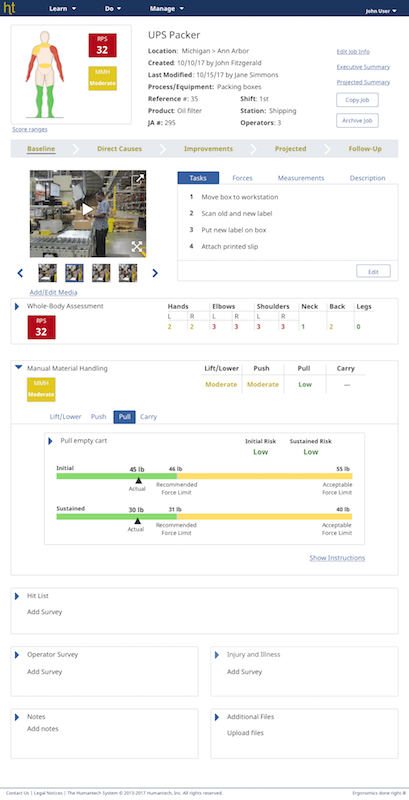 ht Learn Do Manage John User
RPS
32
MMH
Moderate
Score ranges
UPS Packer
Location: Michigan > Ann Arbor
Created: 10/10/17 by John Fitzgerald
Last Modified: 10/15/17 by Jane Simmons
Process/Equipment: Packing boxes
Reference #: 35 Shift: 1st
Product: Oil filter Station: Shipping
JA #: 295 Operators: 3
Edit Job Info
Executive Summary
Projected Summary
Copy Job
Archive Job
Baseline Direct Causes Improvements Projected Follow-Up
Add/Edit Media
Tasks Forces Measurements Description
1 Move box to workstation
2 Scan old and new label
3 Put new label on box
4 Attach printed slip
Edit
Whole-Body Assessment
RPS
32
Hands Elbows Shoulders Neck Back Legs
L R L R L R
2 2 3 3 3 3 1 2 0
Manual Material Handling
MMH
Moderate
Lift/Lower Push Pull Carry
Moderate Moderate Low —
Lift/Lower Push Pull Carry
Pull empty cart
Initial Risk Sustained Risk
Low Low
Initial 45 lb 46 lb 55 lb
Actual Recommended Force Limit Acceptable Force Limit
Sustained 30 lb 31 lb 40 lb
Actual Recommended Force Limit Acceptable Force Limit
Show Instructions
Hit List
Add Survey
Operator Survey
Add Survey
Injury and Illness
Add Survey
Notes
Add notes
Additional Files
Upload files
Contact Us | Legal Notices | The Humantech System © 2013-2017 Humantech, Inc. All rights reserved. Ergonomics done right ®